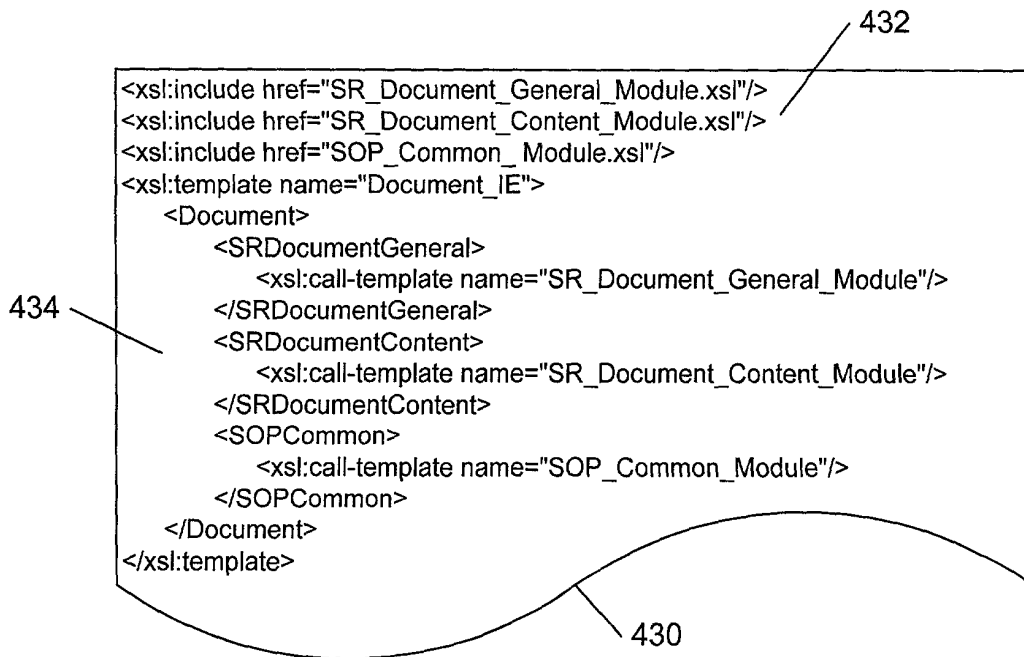 432
<xsl:include href="SR_Document_General_Module.xsl"/>
<xsl:include href="SR_Document_Content_Module.xsl"/>
<xsl:include href="SOP_Common_ Module.xsl"/>
<xsl:template name="Document_IE">
<Document>
<SRDocumentGeneral>
<xsl:call-template name="SR_Document_General_Module"/>
434
</SRDocumentGeneral>
<SRDocumentContent>
<xsl:call-template name="SR_Document_Content_Module"/>
</SRDocumentContent>
<SOPCommon>
<xsl:call-template name="SOP_Common_Module"/>
</SOPCommon>
</Document>
</xsl:template>
430